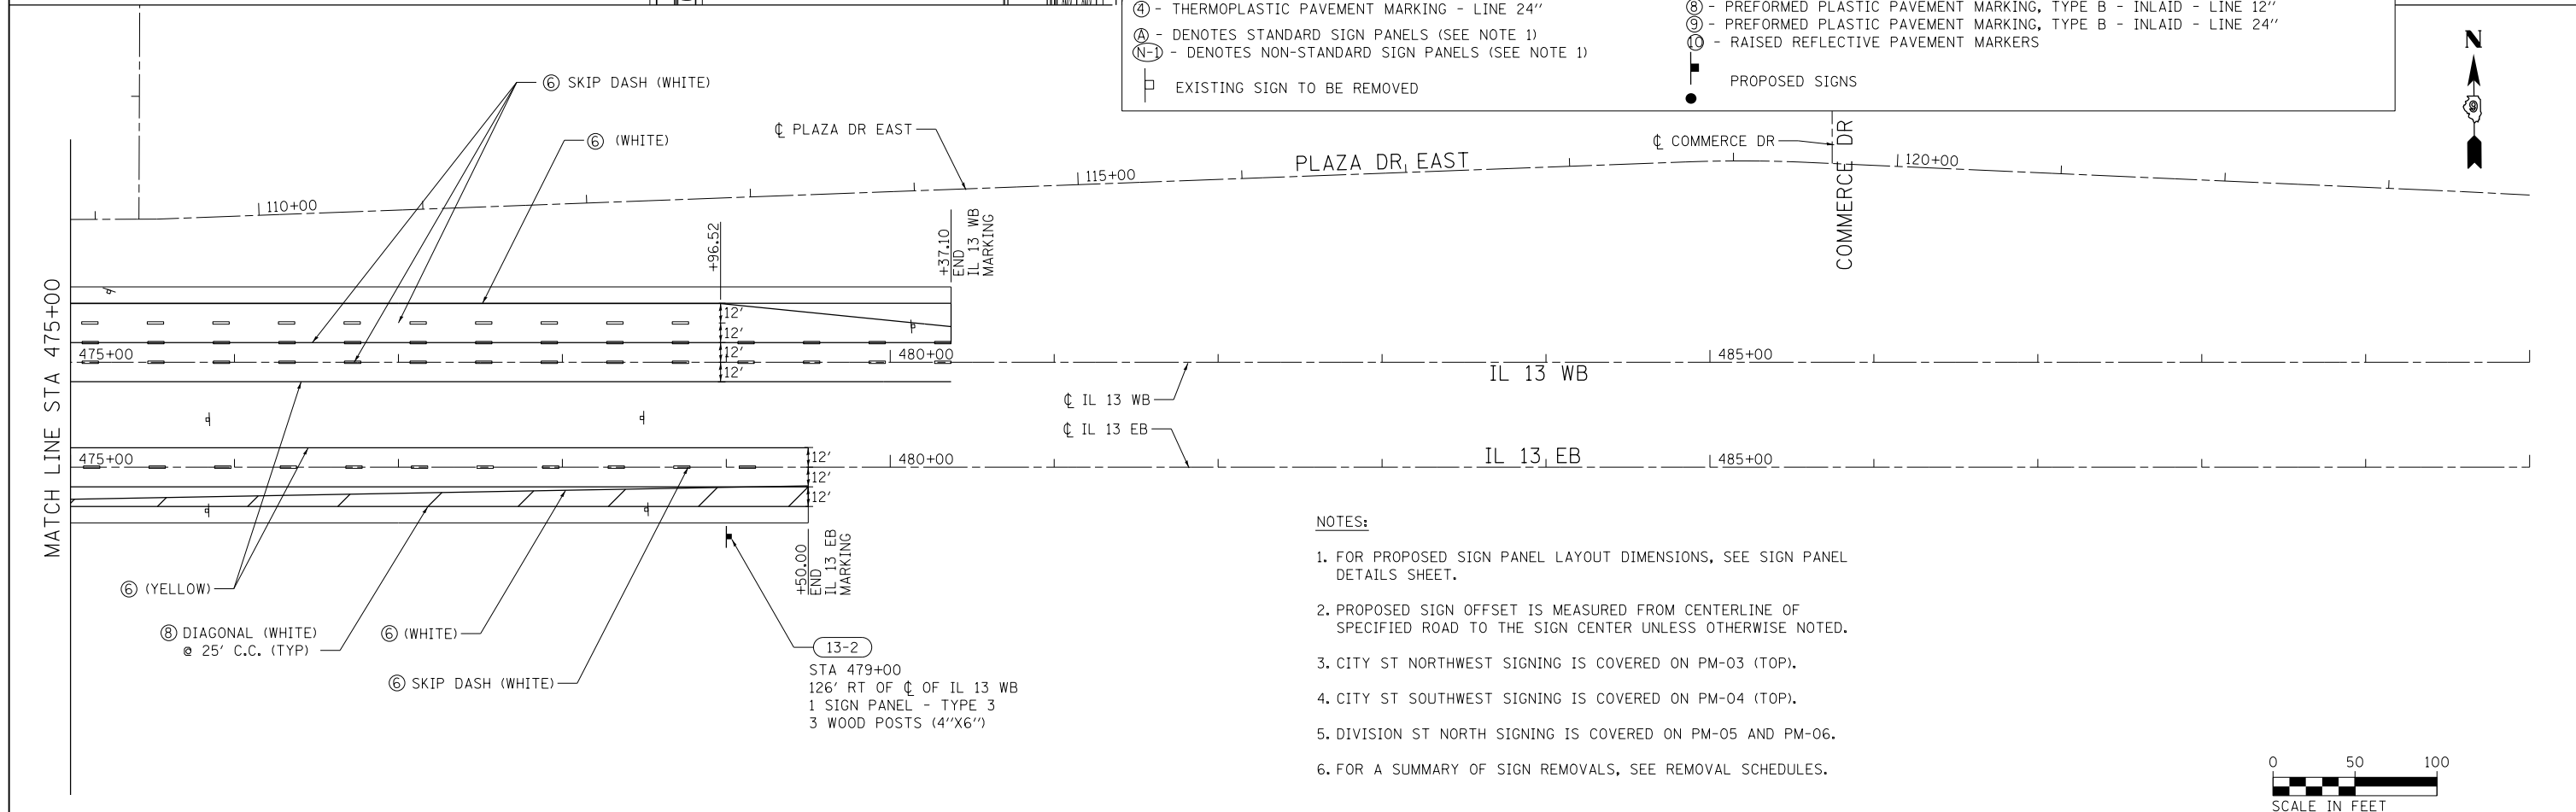 ④ - THERMOPLASTIC PAVEMENT MARKING - LINE 24''
Ⓐ - DENOTES STANDARD SIGN PANELS (SEE NOTE 1)
N-1 - DENOTES NON-STANDARD SIGN PANELS (SEE NOTE 1)
EXISTING SIGN TO BE REMOVED
⑧ - PREFORMED PLASTIC PAVEMENT MARKING, TYPE B - INLAID - LINE 12''
⑨ - PREFORMED PLASTIC PAVEMENT MARKING, TYPE B - INLAID - LINE 24''
⑩ - RAISED REFLECTIVE PAVEMENT MARKERS
PROPOSED SIGNS
N
9
⑥ SKIP DASH (WHITE)
⑥ (WHITE)
℄ PLAZA DR EAST
PLAZA DR EAST
℄ COMMERCE DR
COMMERCE DR
110+00
115+00
120+00
+96.52
+37.10
END
IL 13 WB
MARKING
MATCH LINE STA 475+00
12'
12'
12'
12'
475+00
480+00
485+00
IL 13 WB
℄ IL 13 WB
℄ IL 13 EB
475+00
480+00
485+00
IL 13 EB
12'
12'
12'
+50.00
END
IL 13 EB
MARKING
⑥ (YELLOW)
⑧ DIAGONAL (WHITE)
@ 25' C.C. (TYP)
⑥ (WHITE)
⑥ SKIP DASH (WHITE)
13-2
STA 479+00
126' RT OF ℄ OF IL 13 WB
1 SIGN PANEL - TYPE 3
3 WOOD POSTS (4''X6'')
NOTES:
1. FOR PROPOSED SIGN PANEL LAYOUT DIMENSIONS, SEE SIGN PANEL
DETAILS SHEET.
2. PROPOSED SIGN OFFSET IS MEASURED FROM CENTERLINE OF
SPECIFIED ROAD TO THE SIGN CENTER UNLESS OTHERWISE NOTED.
3. CITY ST NORTHWEST SIGNING IS COVERED ON PM-03 (TOP).
4. CITY ST SOUTHWEST SIGNING IS COVERED ON PM-04 (TOP).
5. DIVISION ST NORTH SIGNING IS COVERED ON PM-05 AND PM-06.
6. FOR A SUMMARY OF SIGN REMOVALS, SEE REMOVAL SCHEDULES.
0 50 100
SCALE IN FEET